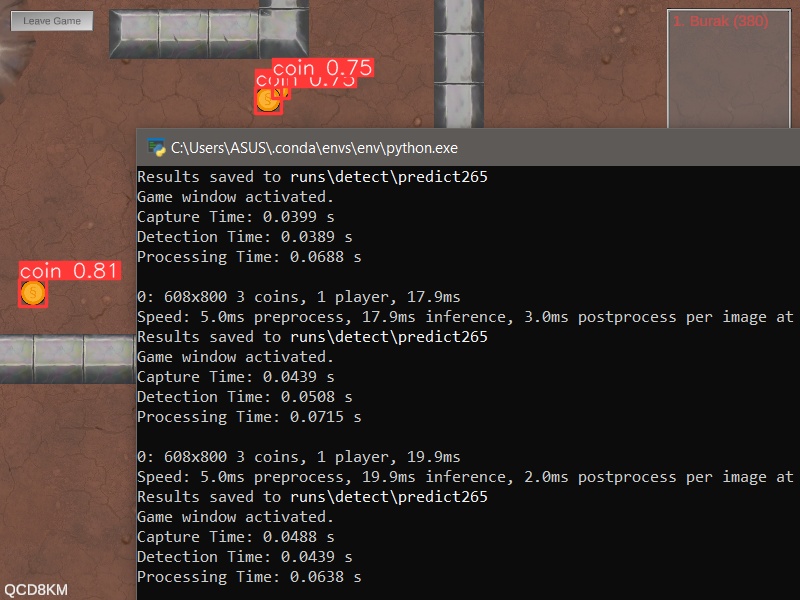 Leave Game
1. Burak (380)
coin 0.75
coin 0.75
C:\Users\ASUS\.conda\envs\env\python.exe
coin 0.81
Results saved to runs\detect\predict265
Game window activated.
Capture Time: 0.0399 s
Detection Time: 0.0389 s
Processing Time: 0.0688 s
0: 608x800 3 coins, 1 player, 17.9ms
Speed: 5.0ms preprocess, 17.9ms inference, 3.0ms postprocess per image at
Results saved to runs\detect\predict265
Game window activated.
Capture Time: 0.0439 s
Detection Time: 0.0508 s
Processing Time: 0.0715 s
0: 608x800 3 coins, 1 player, 19.9ms
Speed: 5.0ms preprocess, 19.9ms inference, 2.0ms postprocess per image at
Results saved to runs\detect\predict265
Game window activated.
Capture Time: 0.0488 s
Detection Time: 0.0439 s
Processing Time: 0.0638 s
QCD8KM